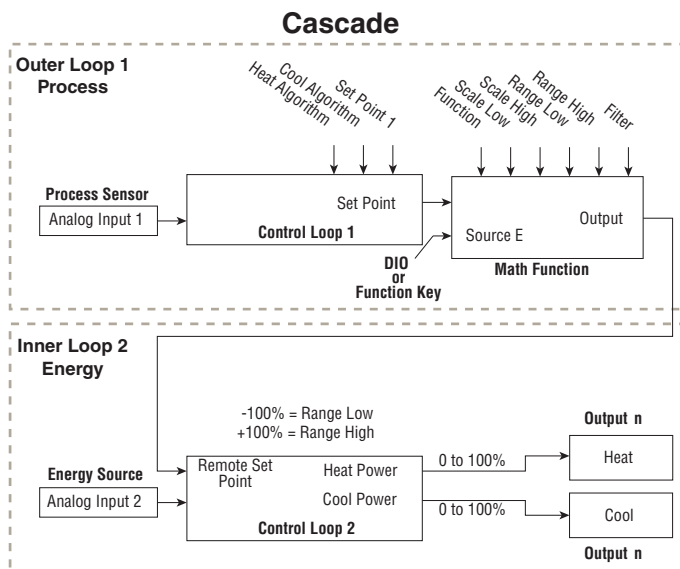 Cascade
Outer Loop 1
Process
Heat Algorithm
Cool Algorithm
Set Point 1
Function
Scale Low
Scale High
Range Low
Range High
Filter
Process Sensor
Analog Input 1
Set Point
Control Loop 1
Source E
Output
Math Function
DIO
or
Function Key
Inner Loop 2
Energy
-100% = Range Low
+100% = Range High
Energy Source
Analog Input 2
Remote Set
Point
Heat Power
Cool Power
Control Loop 2
0 to 100%
0 to 100%
Output n
Heat
Cool
Output n